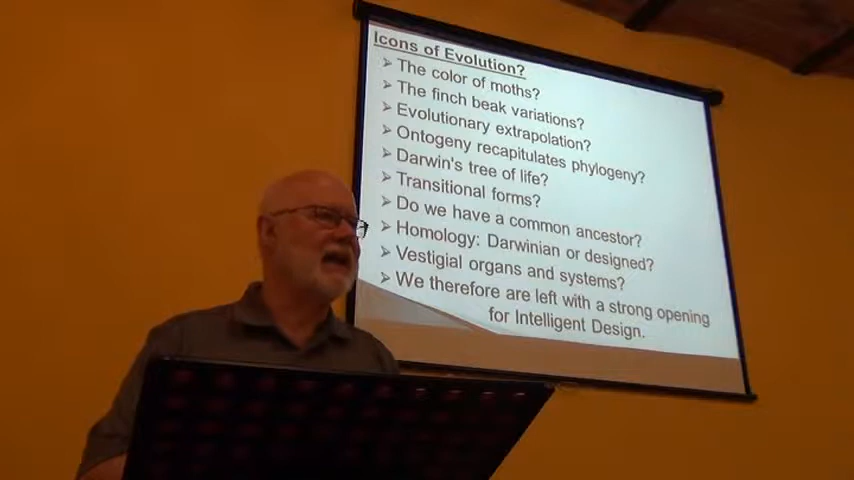 Icons of Evolution?
➢ The color of moths?
➢ The finch beak variations?
➢ Evolutionary extrapolation?
➢ Ontogeny recapitulates phylogeny?
➢ Darwin's tree of life?
➢ Transitional forms?
➢ Do we have a common ancestor?
➢ Homology: Darwinian or designed?
➢ Vestigial organs and systems?
➢ We therefore are left with a strong opening
for Intelligent Design.